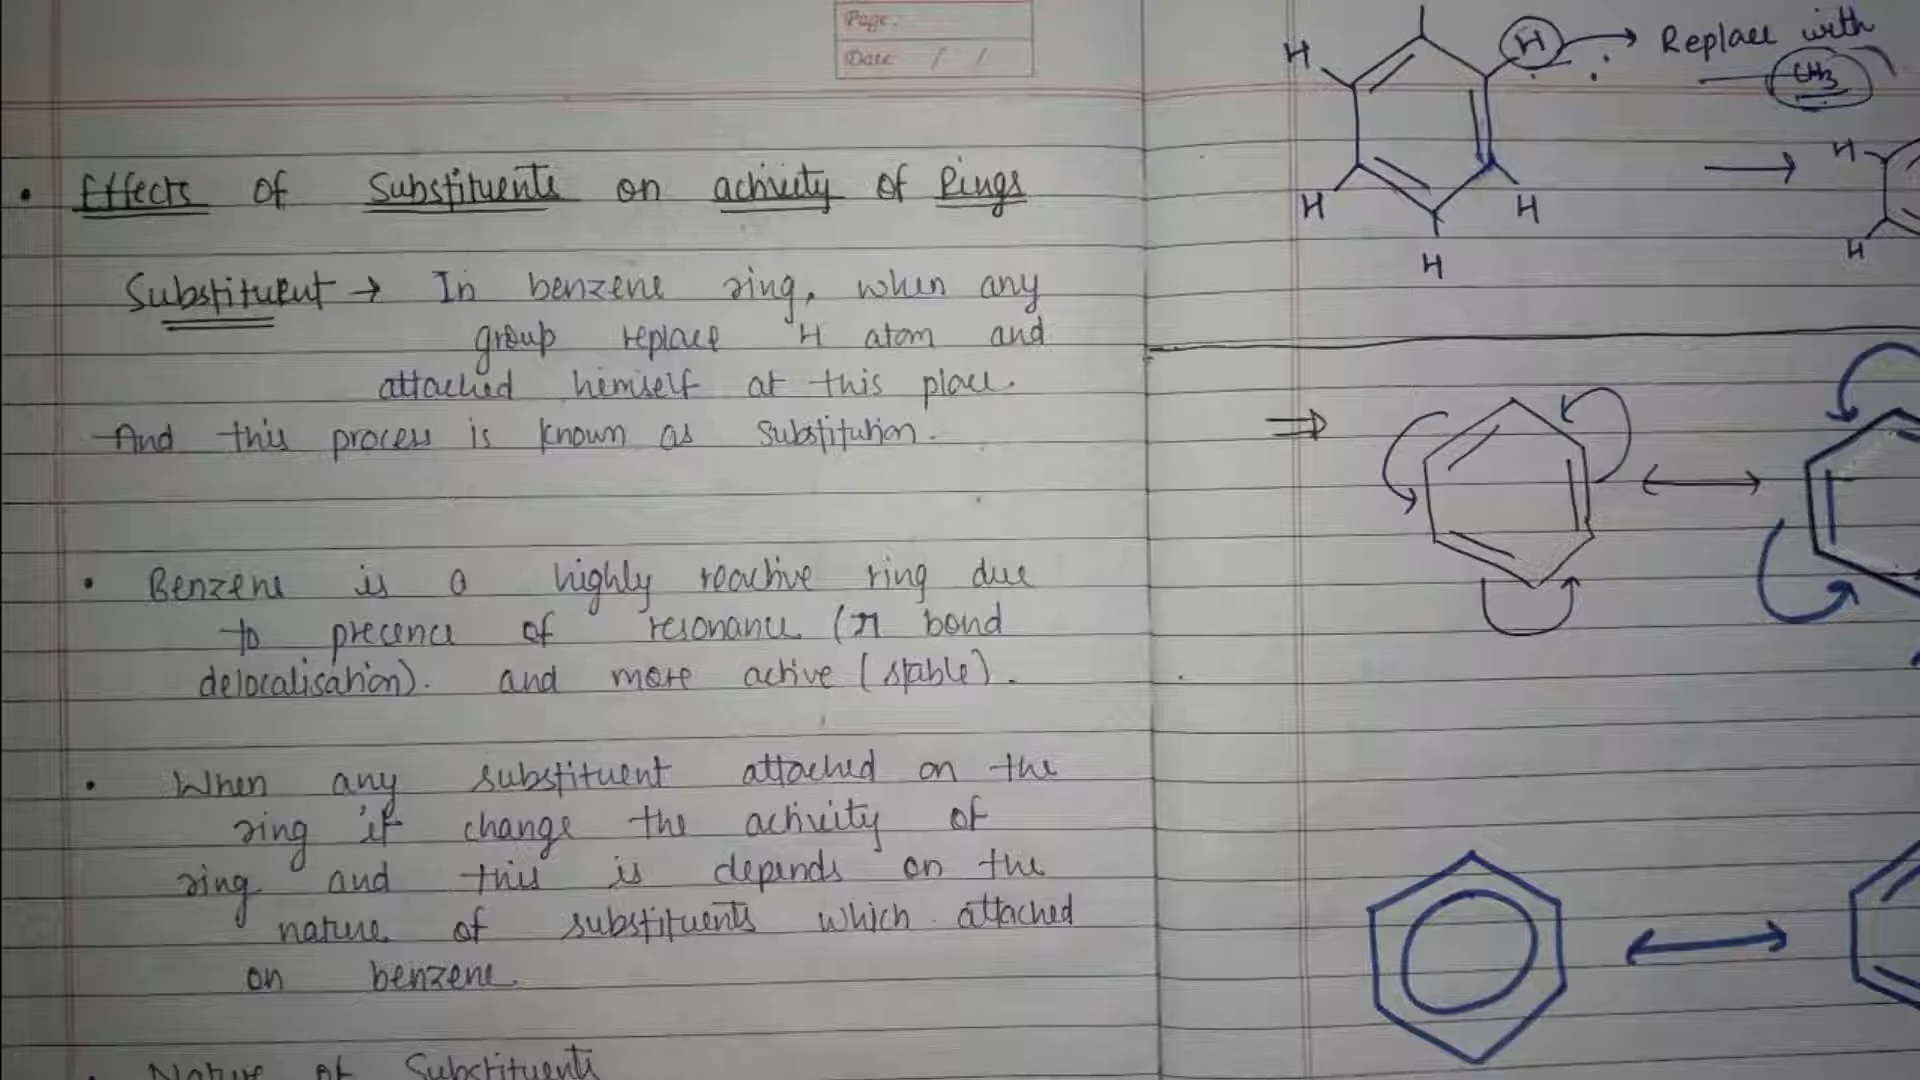 Page:
Date / /
• Effects of Substituents on activity of Rings
Substituent → In benzene ring, when any
group replace H atom and
attached himself at this place.
And this process is known as Substitution.
• Benzene is a highly reactive ring due
to precence of resonance (π bond
delocalisation). and more active (stable).
• When any substituent attached on the
ring it change the activity of
ring and this is depends on the
nature of substituents which attached
on benzene.
• Nature of Substituents
H
H → Replace with
CH3
H
H
H
→
H
H
⇒